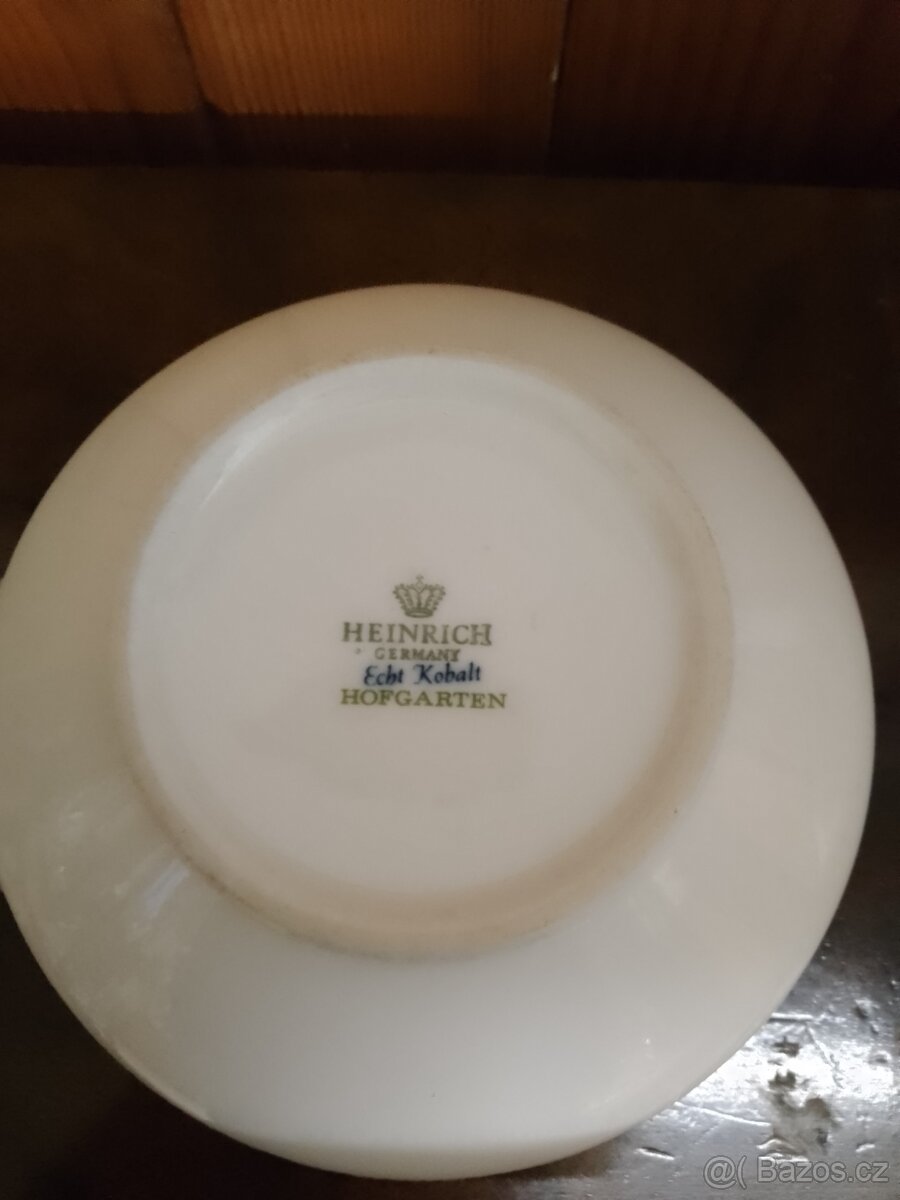 HEINRICH
GERMANY
Echt Kobalt
HOFGARTEN
@( Bazos.cz